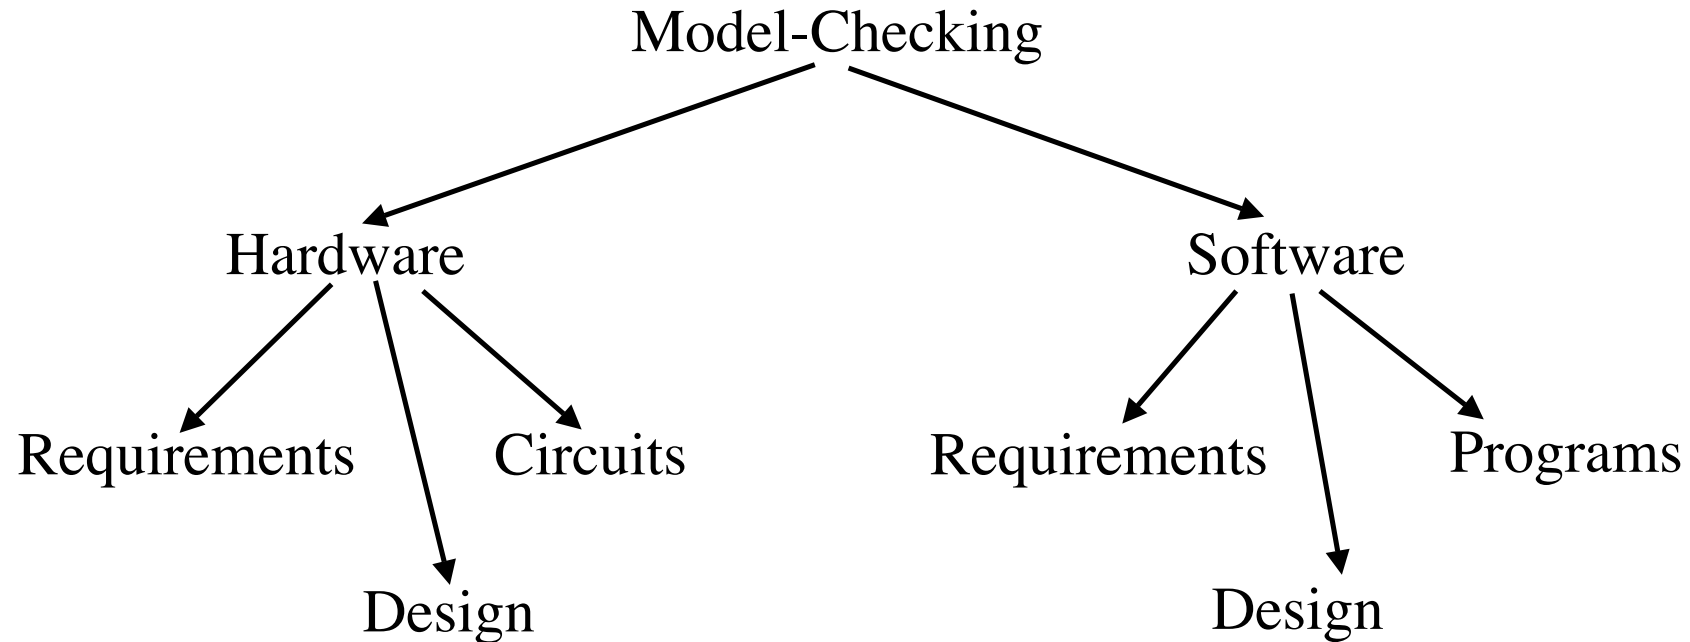 Model-Checking
Hardware
Software
Requirements
Circuits
Requirements
Programs
Design
Design